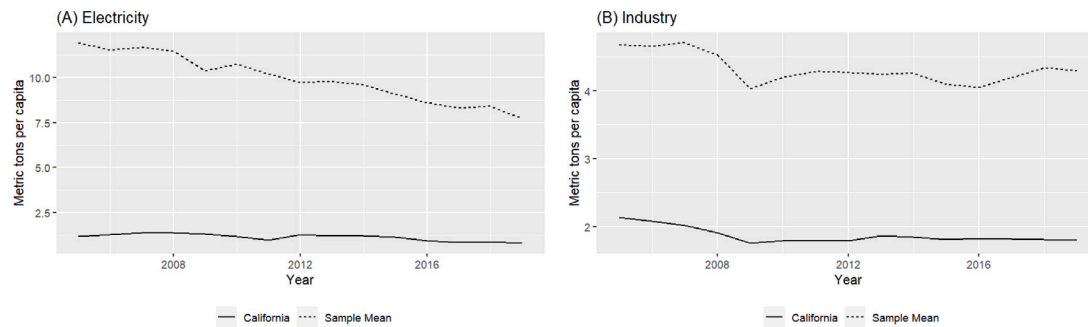 (A) Electricity
Metric tons per capita
10.0
7.5
5.0
2.5
2008 2012 2016
Year
California Sample Mean
(B) Industry
Metric tons per capita
4
3
2
2008 2012 2016
Year
California Sample Mean